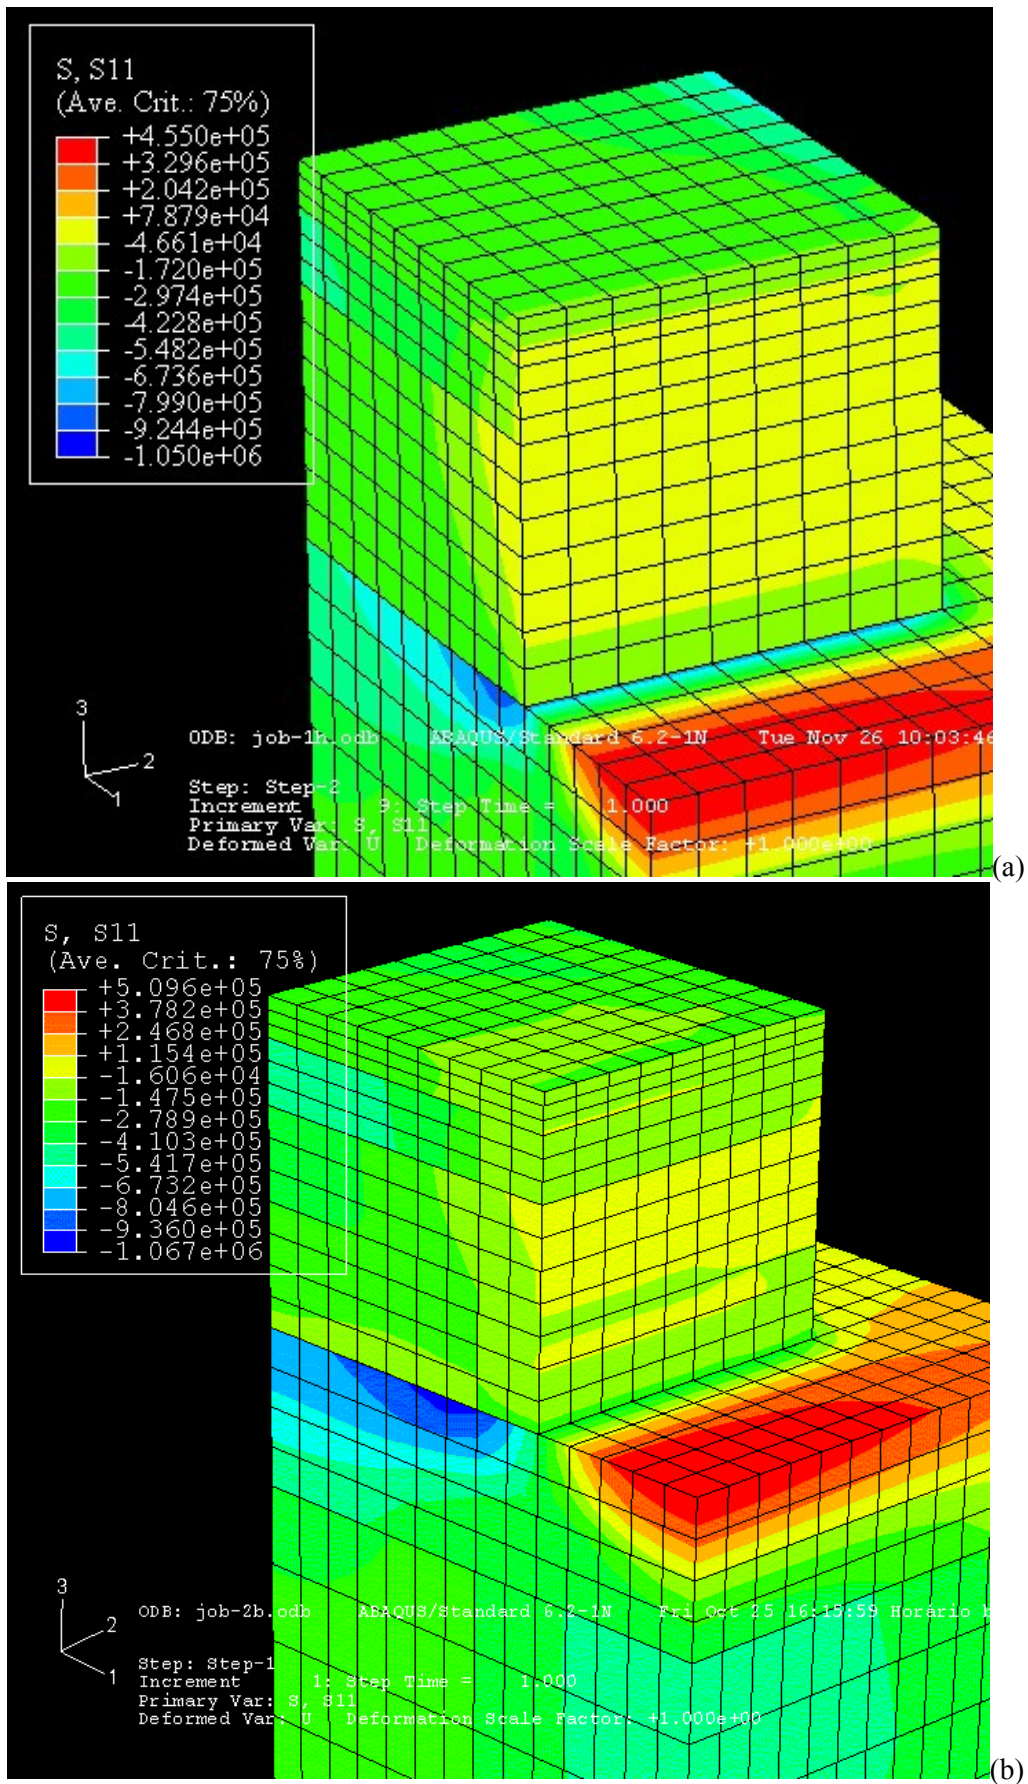 S, S11
(Ave. Crit.: 75%)
+4.550e+05
+3.296e+05
+2.042e+05
+7.879e+04
-4.661e+04
-1.720e+05
-2.974e+05
-4.228e+05
-5.482e+05
-6.736e+05
-7.990e+05
-9.244e+05
-1.050e+06
3
2
1
ODB: job-1h.odb ABAQUS/Standard 6.2-1N Tue Nov 26 10:03:46
Step: Step-2
Increment 9: Step Time = 1.000
Primary Var: S, S11
Deformed Var: U Deformation Scale Factor: +1.000e+00
(a)
S, S11
(Ave. Crit.: 75%)
+5.096e+05
+3.782e+05
+2.468e+05
+1.154e+05
-1.606e+04
-1.475e+05
-2.789e+05
-4.103e+05
-5.417e+05
-6.732e+05
-8.046e+05
-9.360e+05
-1.067e+06
3
2
1
ODB: job-2b.odb ABAQUS/Standard 6.2-1N Fri Oct 25 16:15:59 Horário
Step: Step-1
Increment 1: Step Time = 1.000
Primary Var: S, S11
Deformed Var: U Deformation Scale Factor: +1.000e+00
(b)